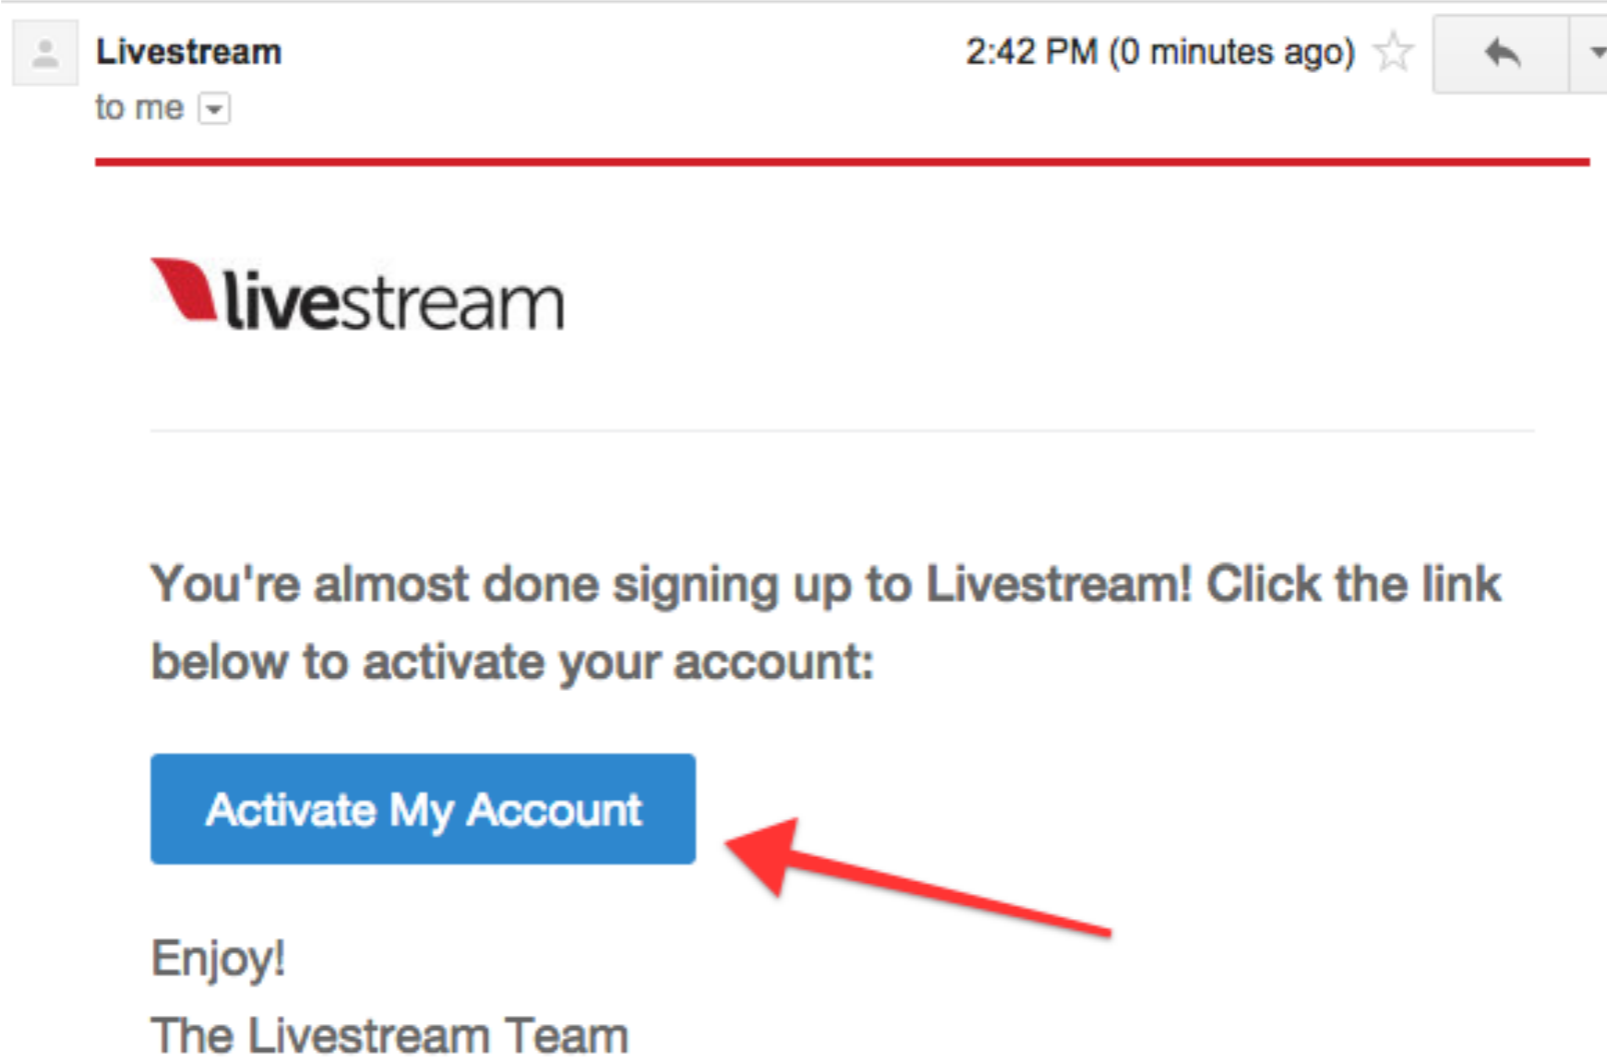 Livestream
2:42 PM (0 minutes ago)
to me
livestream
You're almost done signing up to Livestream! Click the link
below to activate your account:
Activate My Account
Enjoy!
The Livestream Team